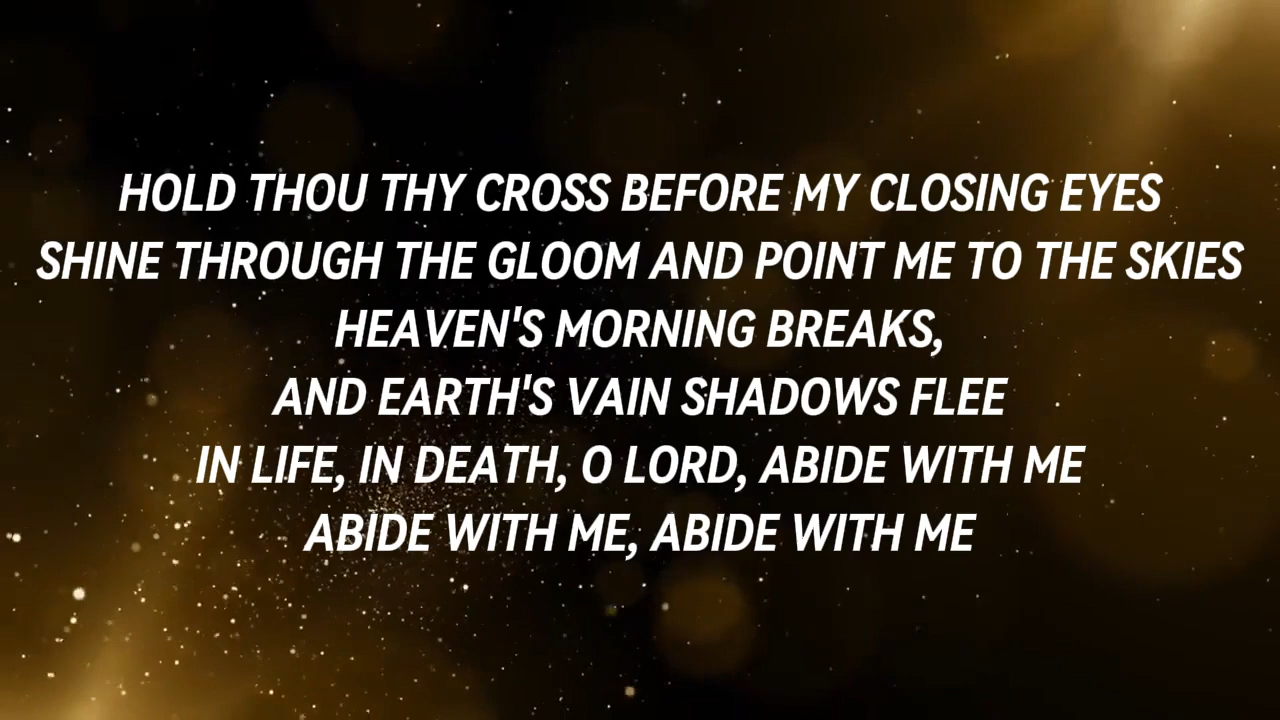 HOLD THOU THY CROSS BEFORE MY CLOSING EYES
SHINE THROUGH THE GLOOM AND POINT ME TO THE SKIES
HEAVEN'S MORNING BREAKS,
AND EARTH'S VAIN SHADOWS FLEE
IN LIFE, IN DEATH, O LORD, ABIDE WITH ME
ABIDE WITH ME, ABIDE WITH ME